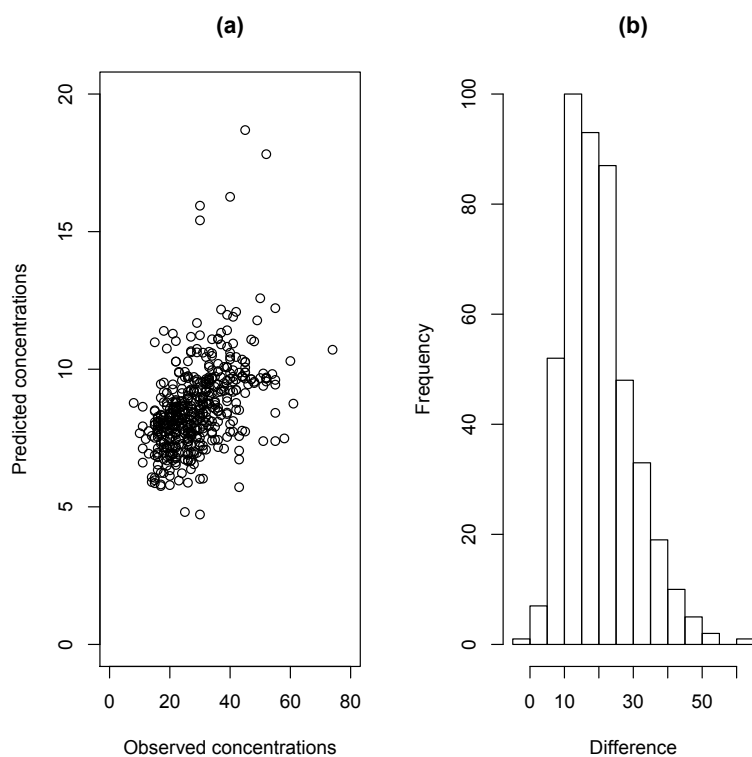 (a)
Predicted concentrations
20
15
10
5
0
0 20 40 60 80
Observed concentrations
(b)
Frequency
100
80
60
40
20
0
0 10 30 50
Difference